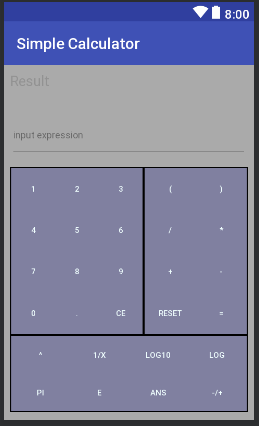 8:00
Simple Calculator
Result
input expression
1 2 3 ( )
4 5 6 / *
7 8 9 + -
0 . CE RESET =
^ 1/X LOG10 LOG
PI E ANS -/+